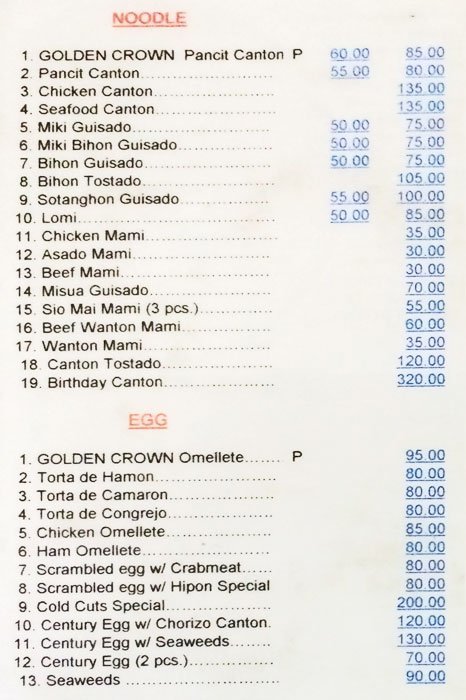 NOODLE
1. GOLDEN CROWN Pancit Canton P 60.00 85.00
2. Pancit Canton 55.00 80.00
3. Chicken Canton 135.00
4. Seafood Canton 135.00
5. Miki Guisado 50.00 75.00
6. Miki Bihon Guisado 50.00 75.00
7. Bihon Guisado 50.00 75.00
8. Bihon Tostado 105.00
9. Sotanghon Guisado 55.00 100.00
10. Lomi 50.00 85.00
11. Chicken Mami 35.00
12. Asado Mami 30.00
13. Beef Mami 30.00
14. Misua Guisado 70.00
15. Sio Mai Mami (3 pcs.) 55.00
16. Beef Wanton Mami 60.00
17. Wanton Mami 35.00
18. Canton Tostado 120.00
19. Birthday Canton 320.00
EGG
1. GOLDEN CROWN Omellete P 95.00
2. Torta de Hamon 80.00
3. Torta de Camaron 80.00
4. Torta de Congrejo 80.00
5. Chicken Omellete 85.00
6. Ham Omellete 80.00
7. Scrambled egg w/ Crabmeat 80.00
8. Scrambled egg w/ Hipon Special 80.00
9. Cold Cuts Special 200.00
10. Century Egg w/ Chorizo Canton. 120.00
11. Century Egg w/ Seaweeds 130.00
12. Century Egg (2 pcs.) 70.00
13. Seaweeds 90.00